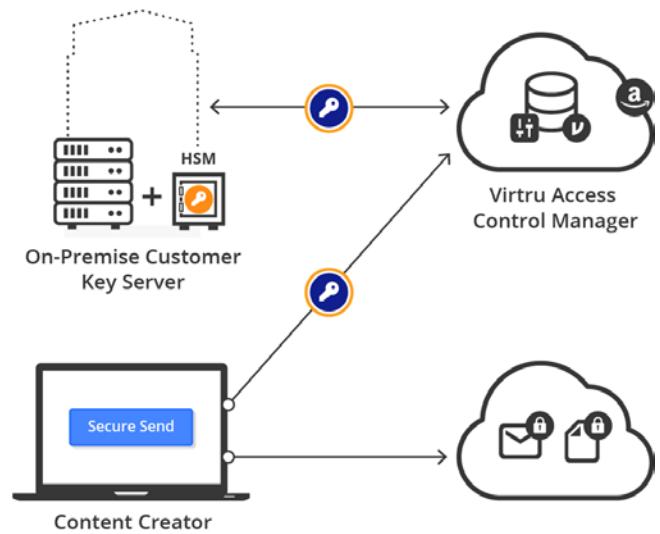 HSM
On-Premise Customer
Key Server
Virtru Access
Control Manager
Secure Send
Content Creator